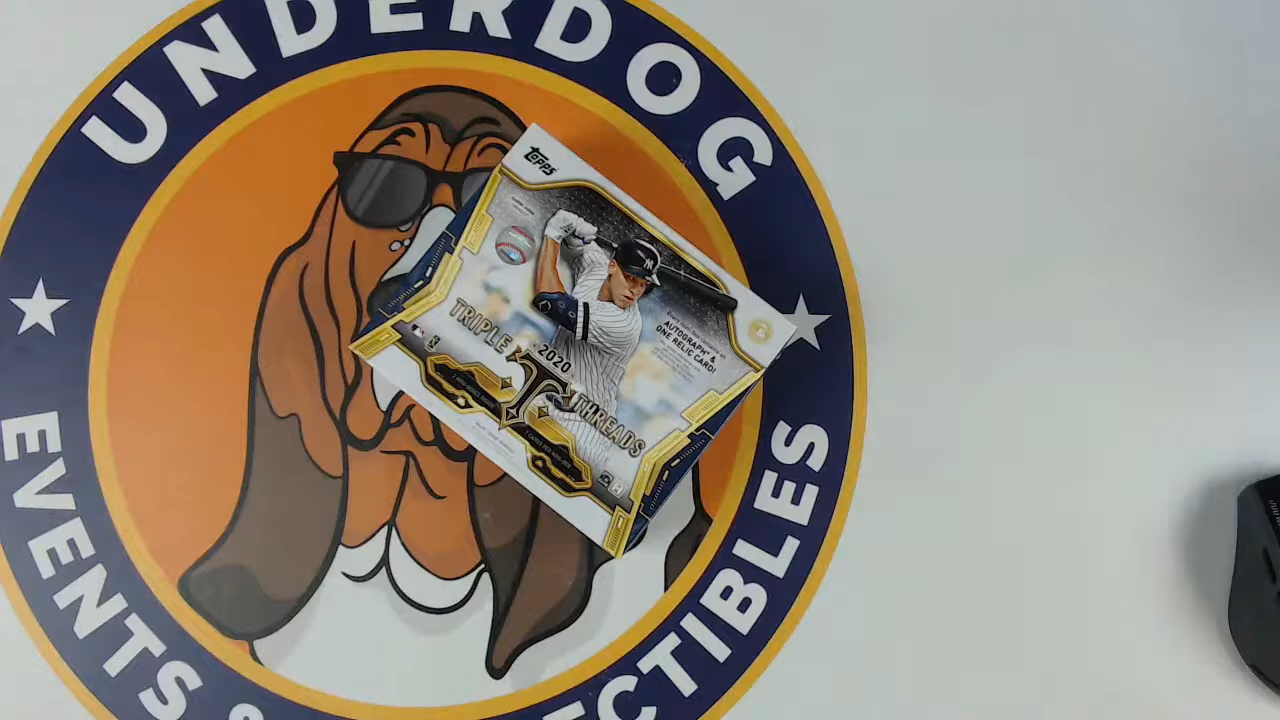 UNDERDOG
EVENTS &
CTIBLES
Topps
AUTOGRAPH &
ONE RELIC CARD!
TRIPLE
2020
THREADS